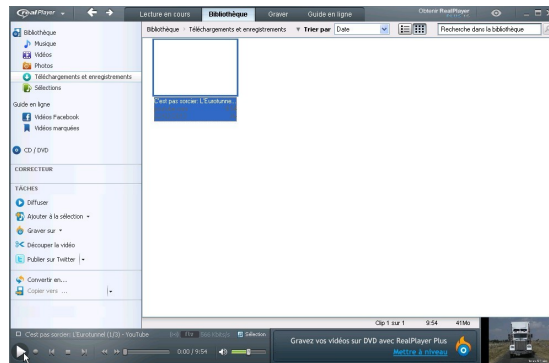 RealPlayer
Lecture en cours
Bibliothèque
Graver
Guide en ligne
Obtenir RealPlayer
Bibliothèque
Musique
Vidéos
Photos
Téléchargements et enregistrements
Sélections
Guide en ligne
Vidéos Facebook
Vidéos marquées
CD / DVD
CORRECTEUR
TÂCHES
Diffuser
Ajouter à la sélection
Graver sur
Découper la vidéo
Publier sur Twitter
Convertir en...
Copier vers ...
Bibliothèque Téléchargements et enregistrements
Trier par Date
Recherche dans la bibliothèque
C'est pas sorcier: L'Eurotunne...
Clip 1 sur 1 9:54 41Mo
C'est pas sorcier: L'Eurotunnel (1/3) - YouTube
Sélection
0:00 / 9:54
Gravez vos vidéos sur DVD avec RealPlayer Plus
Mettre à niveau